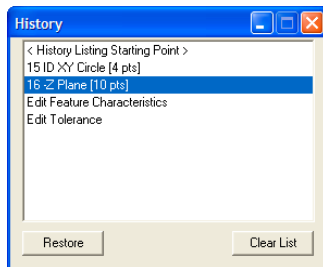 History
< History Listing Starting Point >
15 ID XY Circle [4 pts]
16 -Z Plane [10 pts]
Edit Feature Characteristics
Edit Tolerance
Restore
Clear List